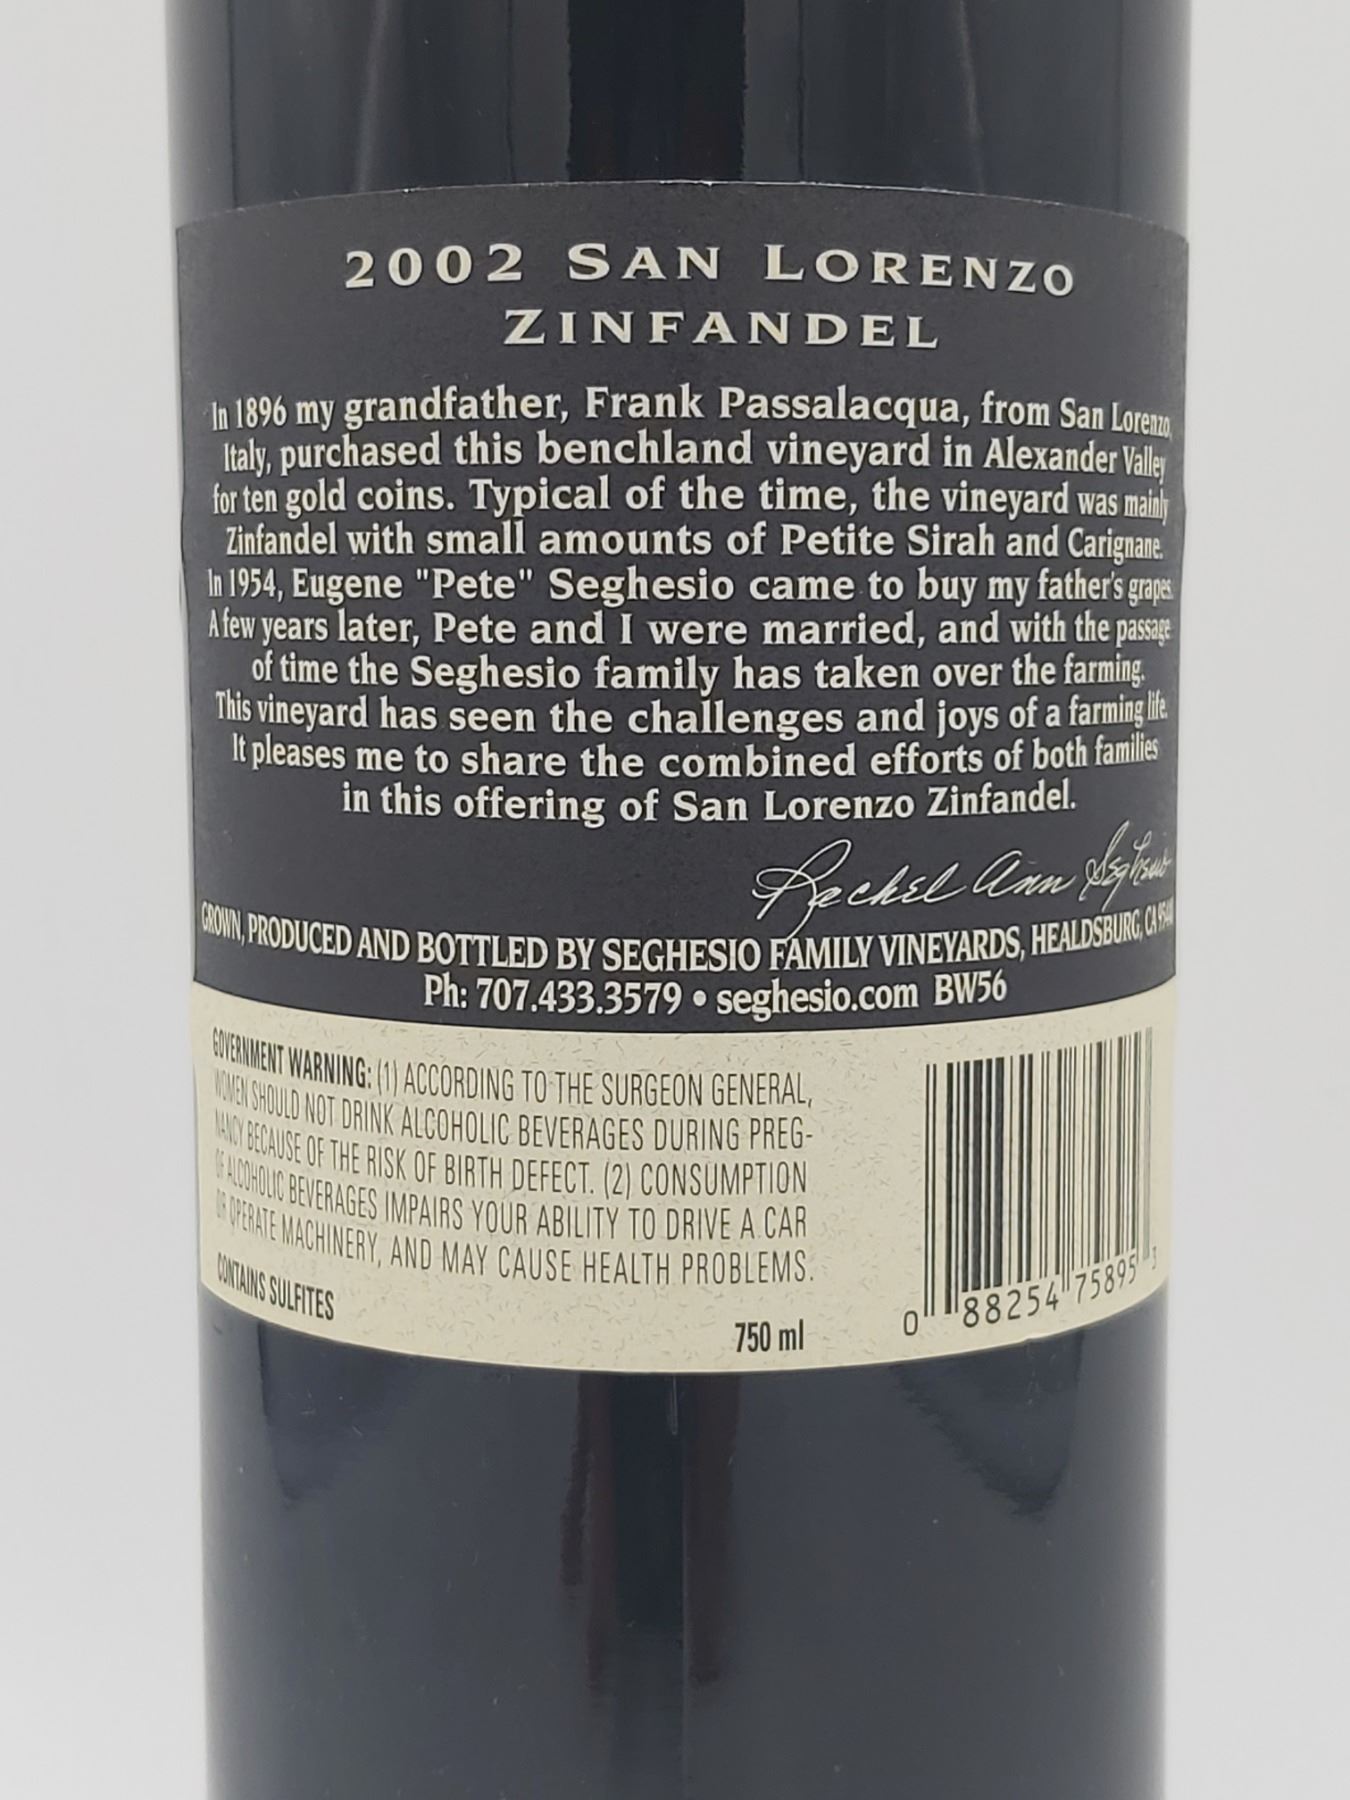 2002 SAN LORENZO
ZINFANDEL
In 1896 my grandfather, Frank Passalacqua, from San Lorenzo,
Italy, purchased this benchland vineyard in Alexander Valley
for ten gold coins. Typical of the time, the vineyard was mainly
Zinfandel with small amounts of Petite Sirah and Carignane.
In 1954, Eugene "Pete" Seghesio came to buy my father's grapes.
A few years later, Pete and I were married, and with the passage
of time the Seghesio family has taken over the farming.
This vineyard has seen the challenges and joys of a farming life.
It pleases me to share the combined efforts of both families
in this offering of San Lorenzo Zinfandel.
Rachel Ann Seghesio
GROWN, PRODUCED AND BOTTLED BY SEGHESIO FAMILY VINEYARDS, HEALDSBURG, CA
Ph: 707.433.3579 • seghesio.com BW56
GOVERNMENT WARNING: (1) ACCORDING TO THE SURGEON GENERAL,
WOMEN SHOULD NOT DRINK ALCOHOLIC BEVERAGES DURING PREG-
NANCY BECAUSE OF THE RISK OF BIRTH DEFECT. (2) CONSUMPTION
OF ALCOHOLIC BEVERAGES IMPAIRS YOUR ABILITY TO DRIVE A CAR
OR OPERATE MACHINERY, AND MAY CAUSE HEALTH PROBLEMS.
CONTAINS SULFITES
750 ml
0 88254 75895 3